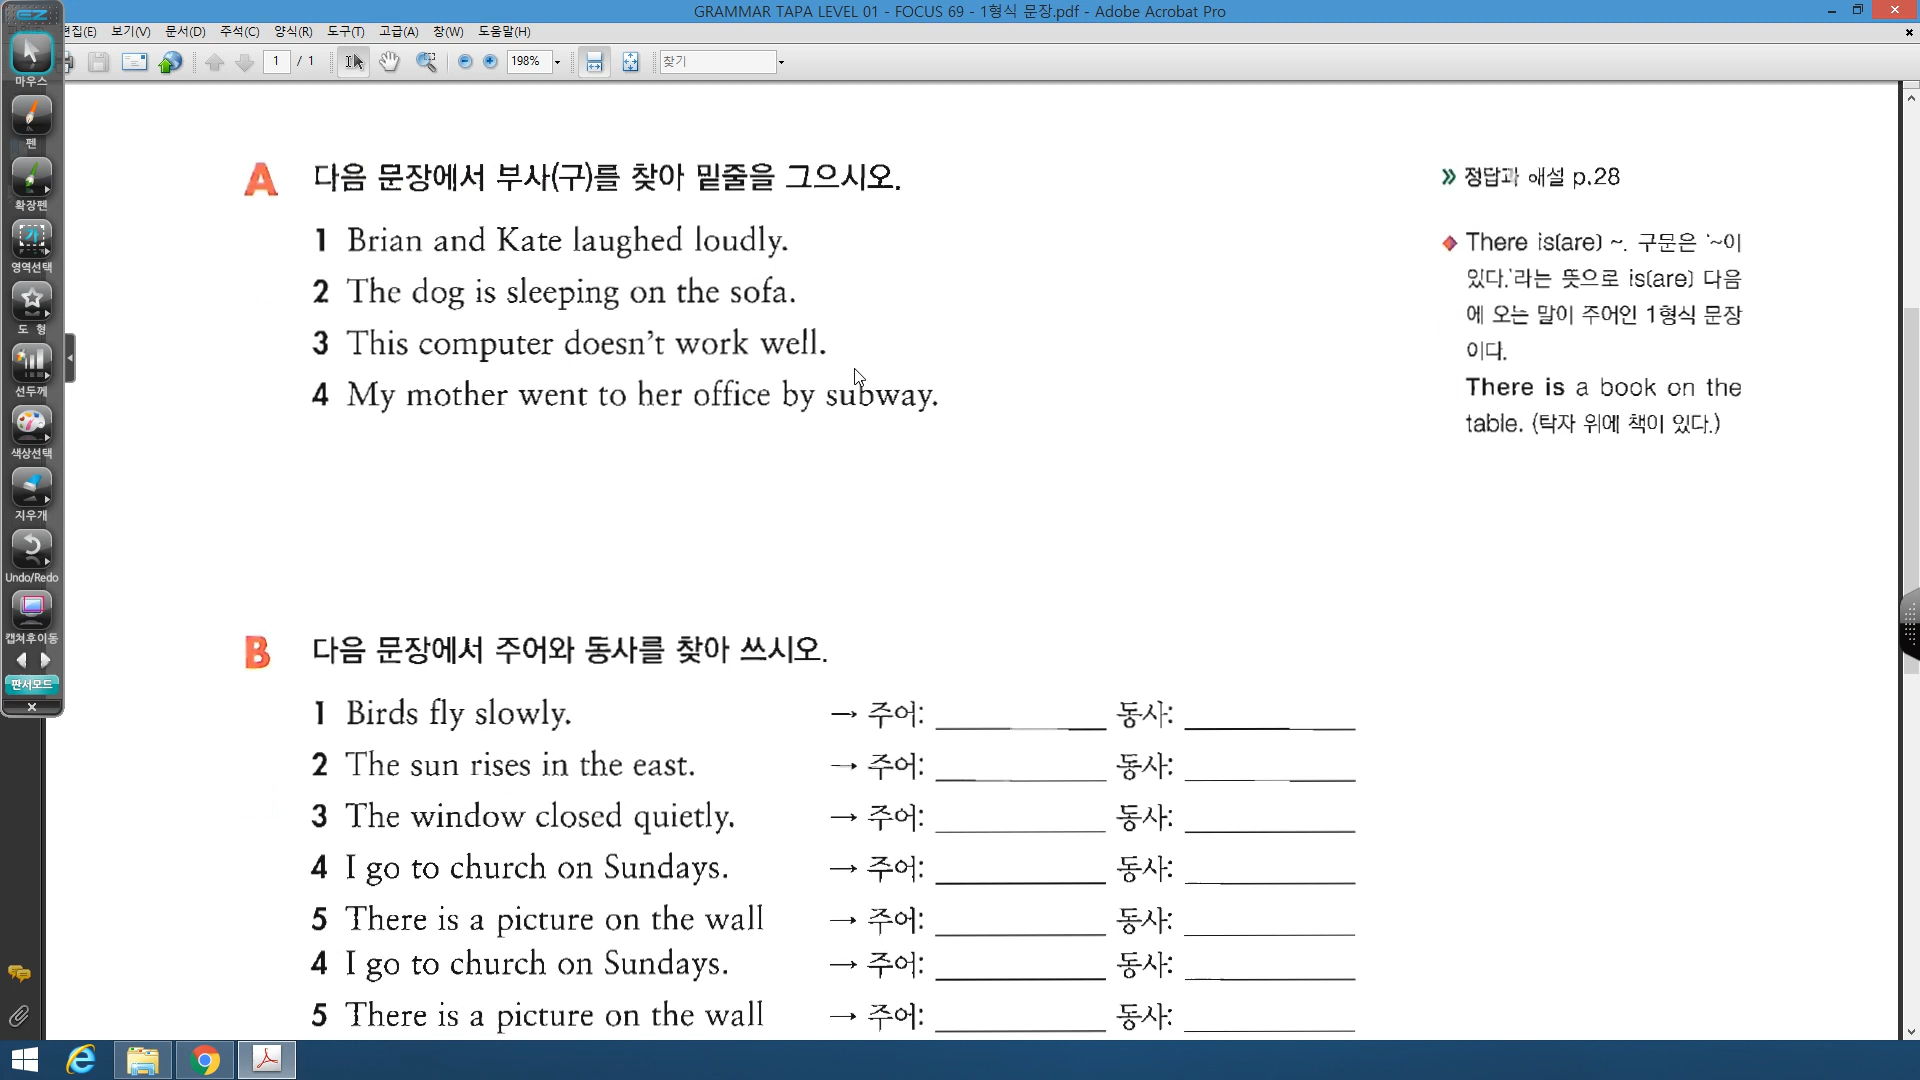 GRAMMAR TAPA LEVEL 01 - FOCUS 69 - 1형식 문장.pdf - Adobe Acrobat Pro
편집(E) 보기(V) 문서(D) 주석(C) 양식(R) 도구(T) 고급(A) 창(W) 도움말(H)
1 / 1 198% 찾기
마우스
펜
확장펜
영역선택
도 형
선두께
색상선택
지우개
Undo/Redo
캡쳐후이동
판서모드
A 다음 문장에서 부사(구)를 찾아 밑줄을 그으시오.
1 Brian and Kate laughed loudly.
2 The dog is sleeping on the sofa.
3 This computer doesn't work well.
4 My mother went to her office by subway.
» 정답과 해설 p.28
There is(are) ~. 구문은 '~이
있다.'라는 뜻으로 is(are) 다음
에 오는 말이 주어인 1형식 문장
이다.
There is a book on the
table. (탁자 위에 책이 있다.)
B 다음 문장에서 주어와 동사를 찾아 쓰시오.
1 Birds fly slowly. → 주어: 동사:
2 The sun rises in the east. → 주어: 동사:
3 The window closed quietly. → 주어: 동사:
4 I go to church on Sundays. → 주어: 동사:
5 There is a picture on the wall → 주어: 동사:
4 I go to church on Sundays. → 주어: 동사:
5 There is a picture on the wall → 주어: 동사: